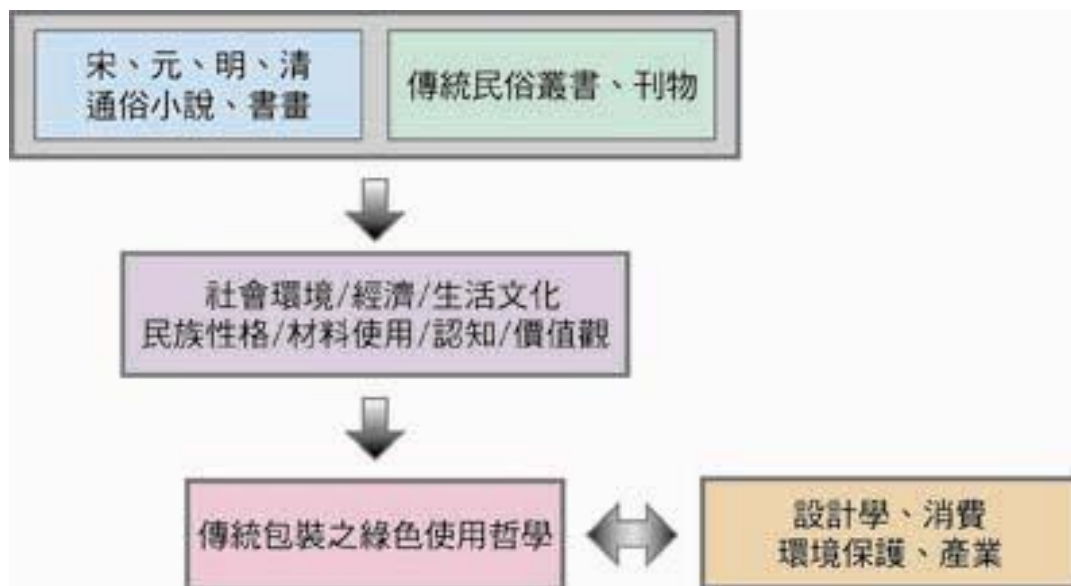 宋、元、明、清
通俗小說、書畫
傳統民俗叢書、刊物
社會環境/經濟/生活文化
民族性格/材料使用/認知/價值觀
傳統包裝之綠色使用哲學
設計學、消費
環境保護、產業